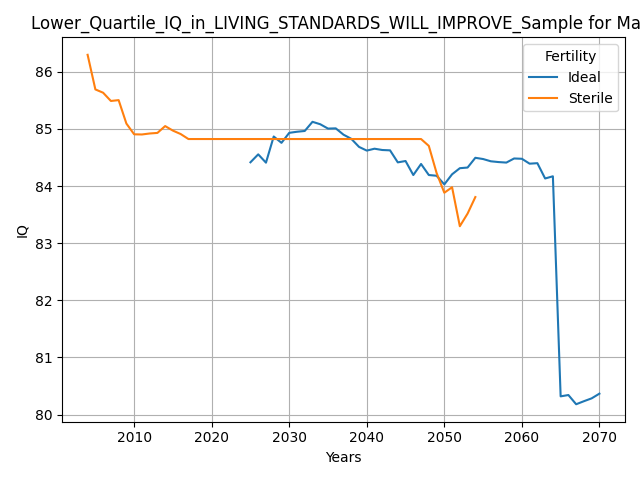 Lower_Quartile_IQ_in_LIVING_STANDARDS_WILL_IMPROVE_Sample for Ma
Fertility
Ideal
Sterile
86
85
84
83
82
81
80
IQ
2010
2020
2030
2040
2050
2060
2070
Years